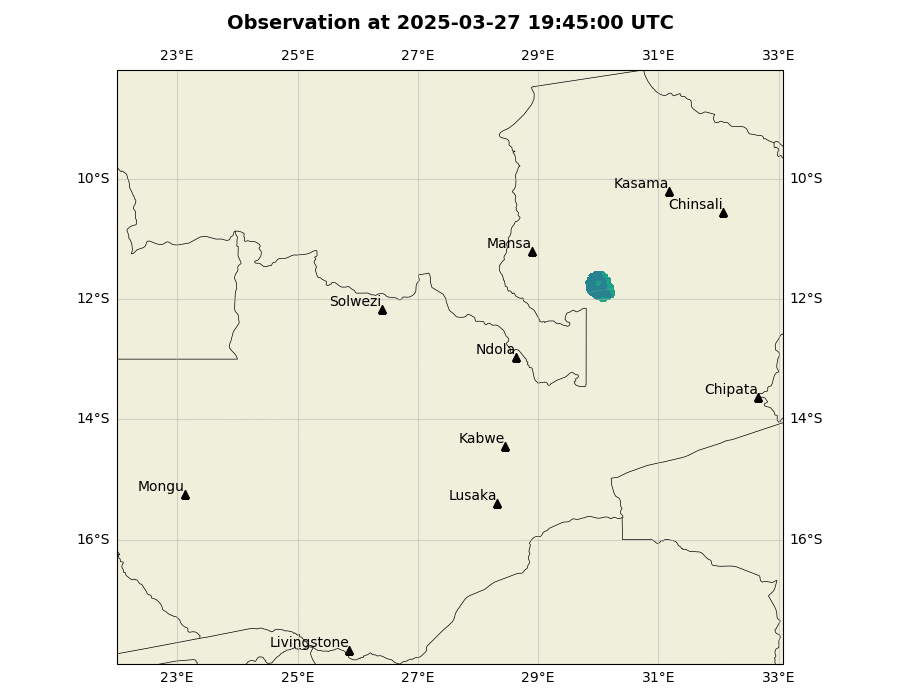 Observation at 2025-03-27 19:45:00 UTC
23°E 25°E 27°E 29°E 31°E 33°E
10°S 10°S
Kasama
Chinsali
Mansa
12°S 12°S
Solwezi
Ndola
Chipata
14°S 14°S
Kabwe
Mongu
Lusaka
16°S 16°S
Livingstone
23°E 25°E 27°E 29°E 31°E 33°E